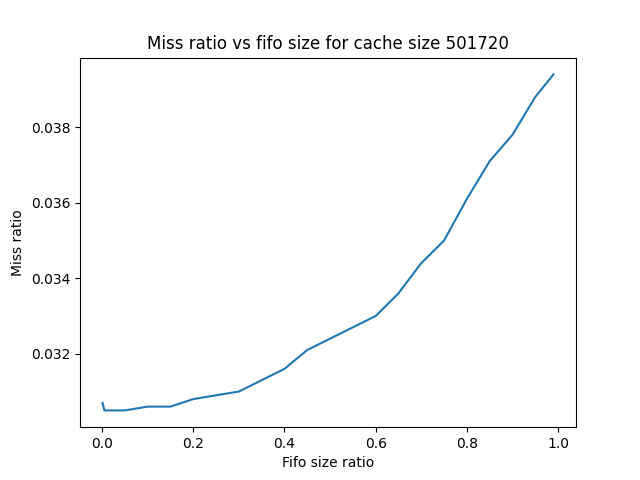 Miss ratio vs fifo size for cache size 501720
0.038
0.036
0.034
0.032
Miss ratio
0.0 0.2 0.4 0.6 0.8 1.0
Fifo size ratio